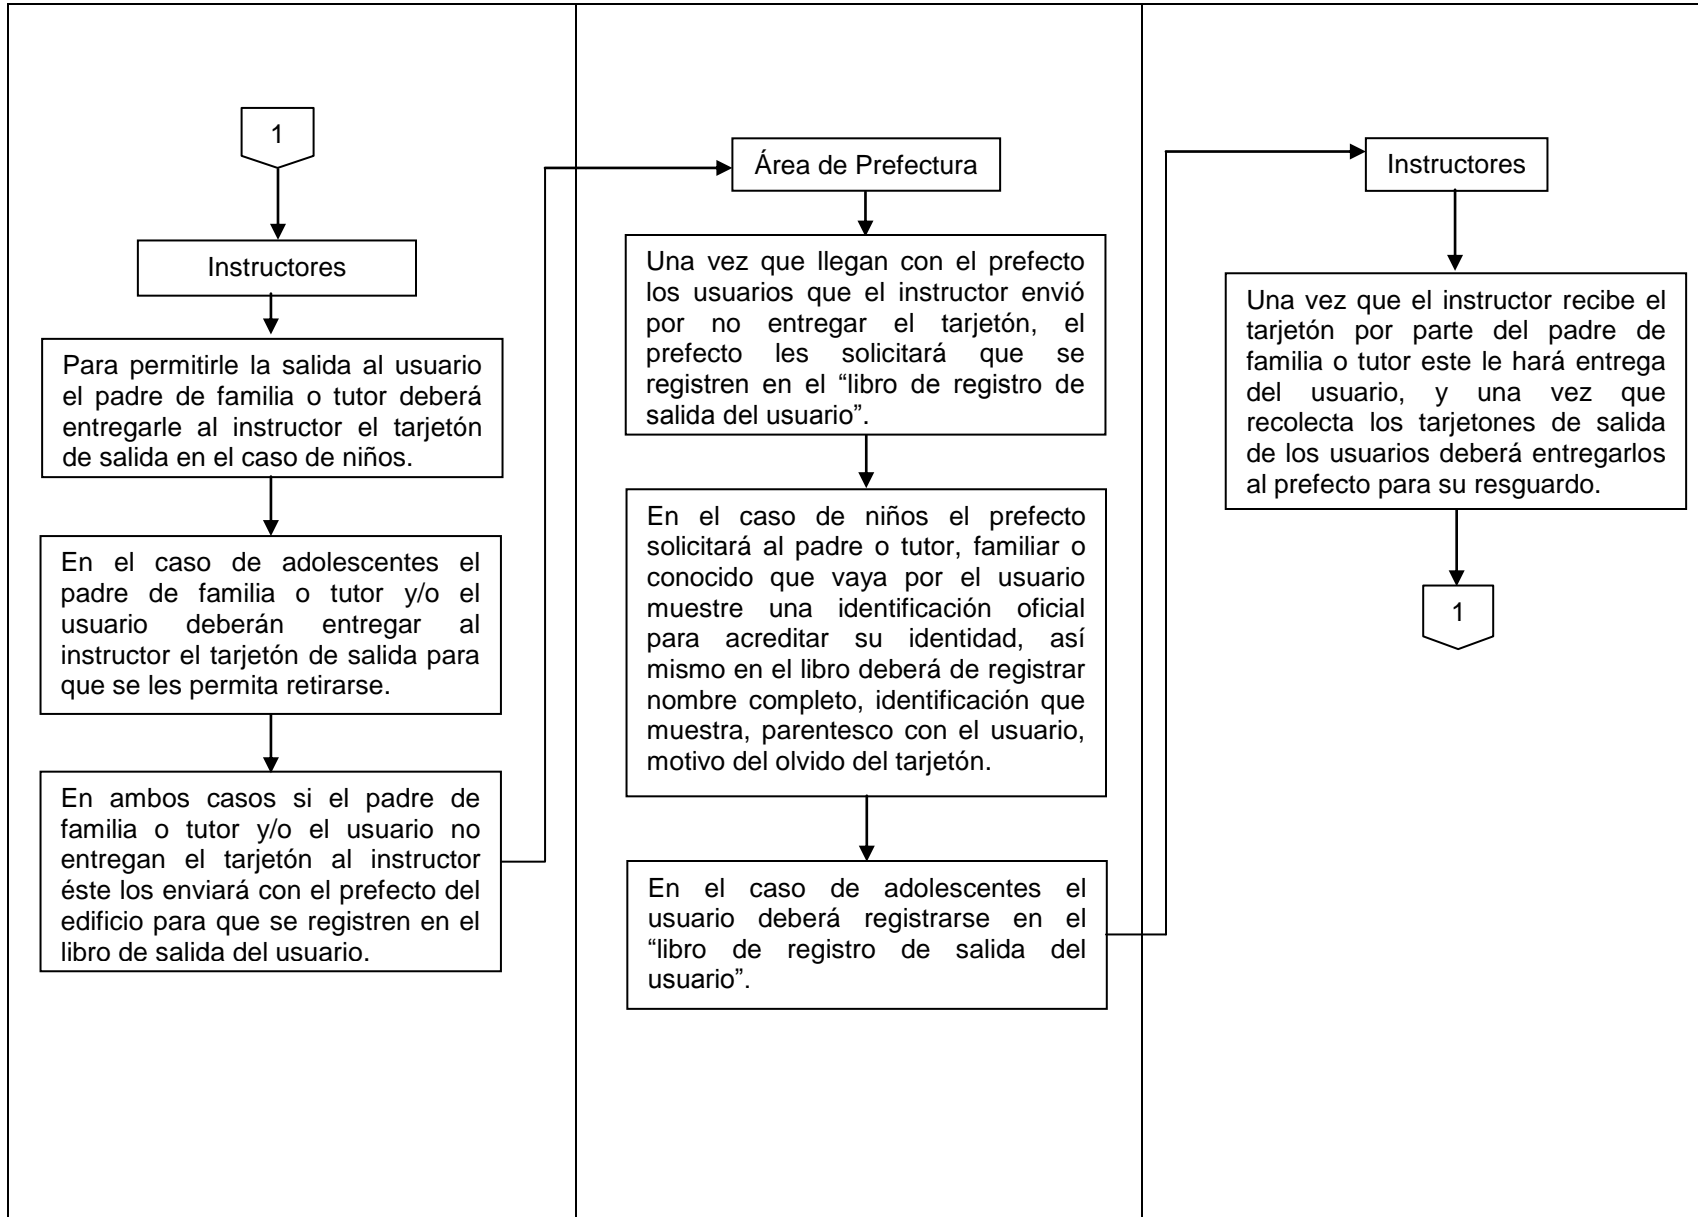 1
Instructores
Para permitirle la salida al usuario
el padre de familia o tutor deberá
entregarle al instructor el tarjetón
de salida en el caso de niños.
En el caso de adolescentes el
padre de familia o tutor y/o el
usuario deberán entregar al
instructor el tarjetón de salida para
que se les permita retirarse.
En ambos casos si el padre de
familia o tutor y/o el usuario no
entregan el tarjetón al instructor
éste los enviará con el prefecto del
edificio para que se registren en el
libro de salida del usuario.
Área de Prefectura
Una vez que llegan con el prefecto
los usuarios que el instructor envió
por no entregar el tarjetón, el
prefecto les solicitará que se
registren en el “libro de registro de
salida del usuario”.
En el caso de niños el prefecto
solicitará al padre o tutor, familiar o
conocido que vaya por el usuario
muestre una identificación oficial
para acreditar su identidad, así
mismo en el libro deberá de registrar
nombre completo, identificación que
muestra, parentesco con el usuario,
motivo del olvido del tarjetón.
En el caso de adolescentes el
usuario deberá registrarse en el
“libro de registro de salida del
usuario”.
Instructores
Una vez que el instructor recibe el
tarjetón por parte del padre de
familia o tutor este le hará entrega
del usuario, y una vez que
recolecta los tarjetones de salida
de los usuarios deberá entregarlos
al prefecto para su resguardo.
1